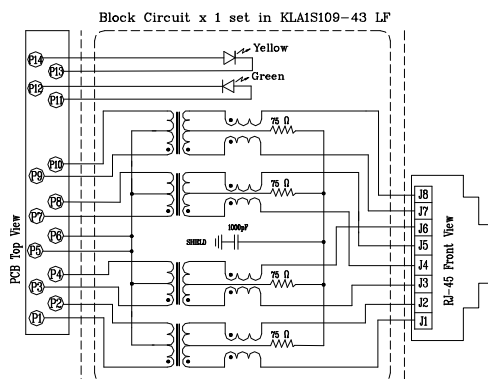 Block Circuit x 1 set in KLA1S109-43 LF
P14
Yellow
P13
P12
Green
P11
75 Ω
P10
P9
75 Ω
P8
J8
P7
J7
1000pF
J6
P6
SHIELD
J5
P5
J4
P4
75 Ω
J3
P3
J2
P2
75 Ω
J1
P1
PCB Top View
RJ-45 Front View